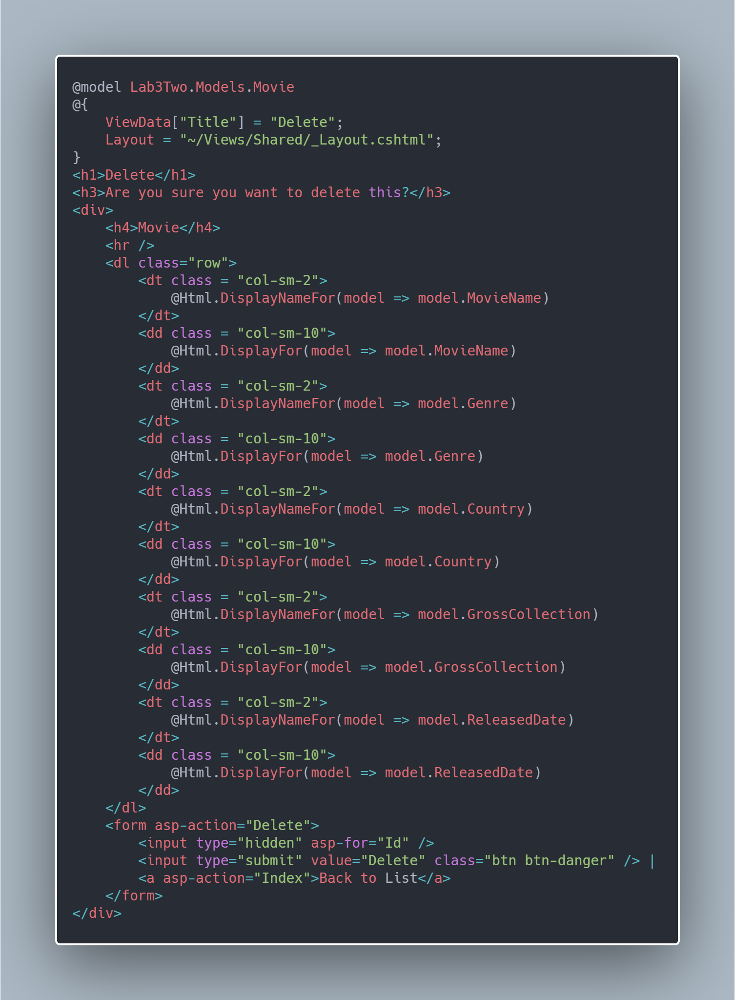 @model Lab3Two.Models.Movie
@{
    ViewData["Title"] = "Delete";
    Layout = "~/Views/Shared/_Layout.cshtml";
}
<h1>Delete</h1>
<h3>Are you sure you want to delete this?</h3>
<div>
    <h4>Movie</h4>
    <hr />
    <dl class="row">
        <dt class = "col-sm-2">
            @Html.DisplayNameFor(model => model.MovieName)
        </dt>
        <dd class = "col-sm-10">
            @Html.DisplayFor(model => model.MovieName)
        </dd>
        <dt class = "col-sm-2">
            @Html.DisplayNameFor(model => model.Genre)
        </dt>
        <dd class = "col-sm-10">
            @Html.DisplayFor(model => model.Genre)
        </dd>
        <dt class = "col-sm-2">
            @Html.DisplayNameFor(model => model.Country)
        </dt>
        <dd class = "col-sm-10">
            @Html.DisplayFor(model => model.Country)
        </dd>
        <dt class = "col-sm-2">
            @Html.DisplayNameFor(model => model.GrossCollection)
        </dt>
        <dd class = "col-sm-10">
            @Html.DisplayFor(model => model.GrossCollection)
        </dd>
        <dt class = "col-sm-2">
            @Html.DisplayNameFor(model => model.ReleasedDate)
        </dt>
        <dd class = "col-sm-10">
            @Html.DisplayFor(model => model.ReleasedDate)
        </dd>
    </dl>
    <form asp-action="Delete">
        <input type="hidden" asp-for="Id" />
        <input type="submit" value="Delete" class="btn btn-danger" /> |
        <a asp-action="Index">Back to List</a>
    </form>
</div>